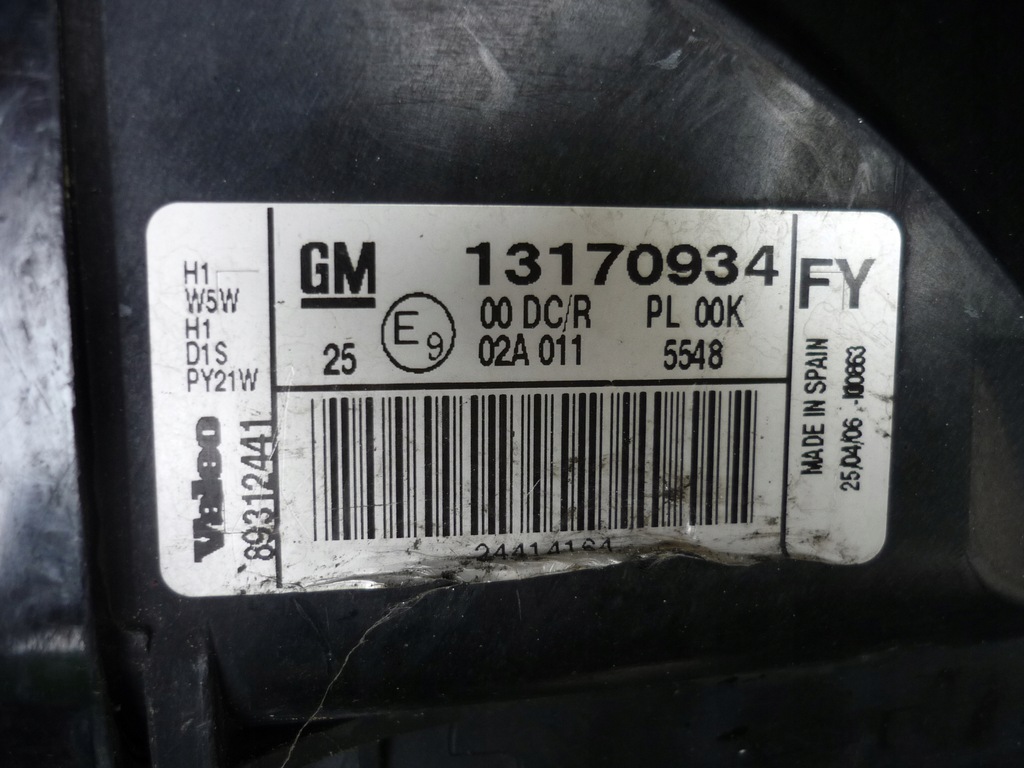 H1
W5W
H1
D1S
PY21W
Valeo
89312441
GM
13170934
25
E9
00 DC/R
PL 00K
02A 011
5548
24414164
FY
MADE IN SPAIN
25/04/06